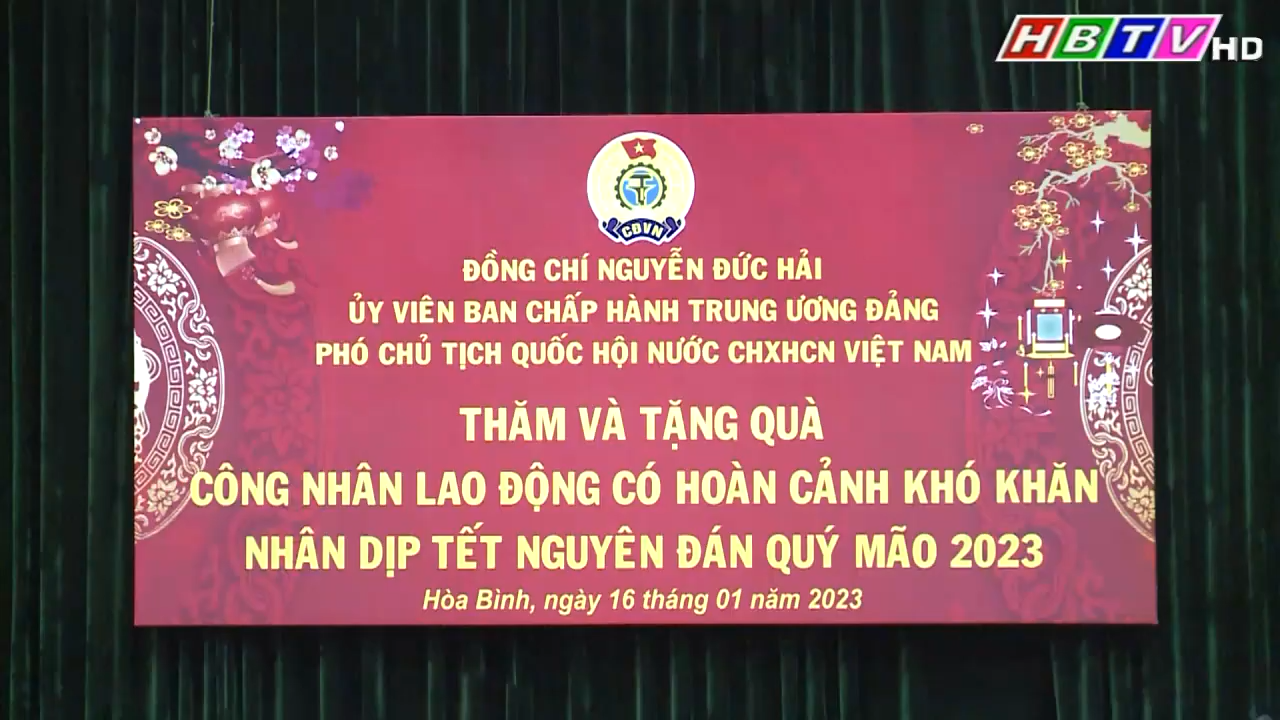 HBTV HD
CĐVN
ĐỒNG CHÍ NGUYỄN ĐỨC HẢI
ỦY VIÊN BAN CHẤP HÀNH TRUNG ƯƠNG ĐẢNG
PHÓ CHỦ TỊCH QUỐC HỘI NƯỚC CHXHCN VIỆT NAM
THĂM VÀ TẶNG QUÀ
CÔNG NHÂN LAO ĐỘNG CÓ HOÀN CẢNH KHÓ KHĂN
NHÂN DỊP TẾT NGUYÊN ĐÁN QUÝ MÃO 2023
Hòa Bình, ngày 16 tháng 01 năm 2023